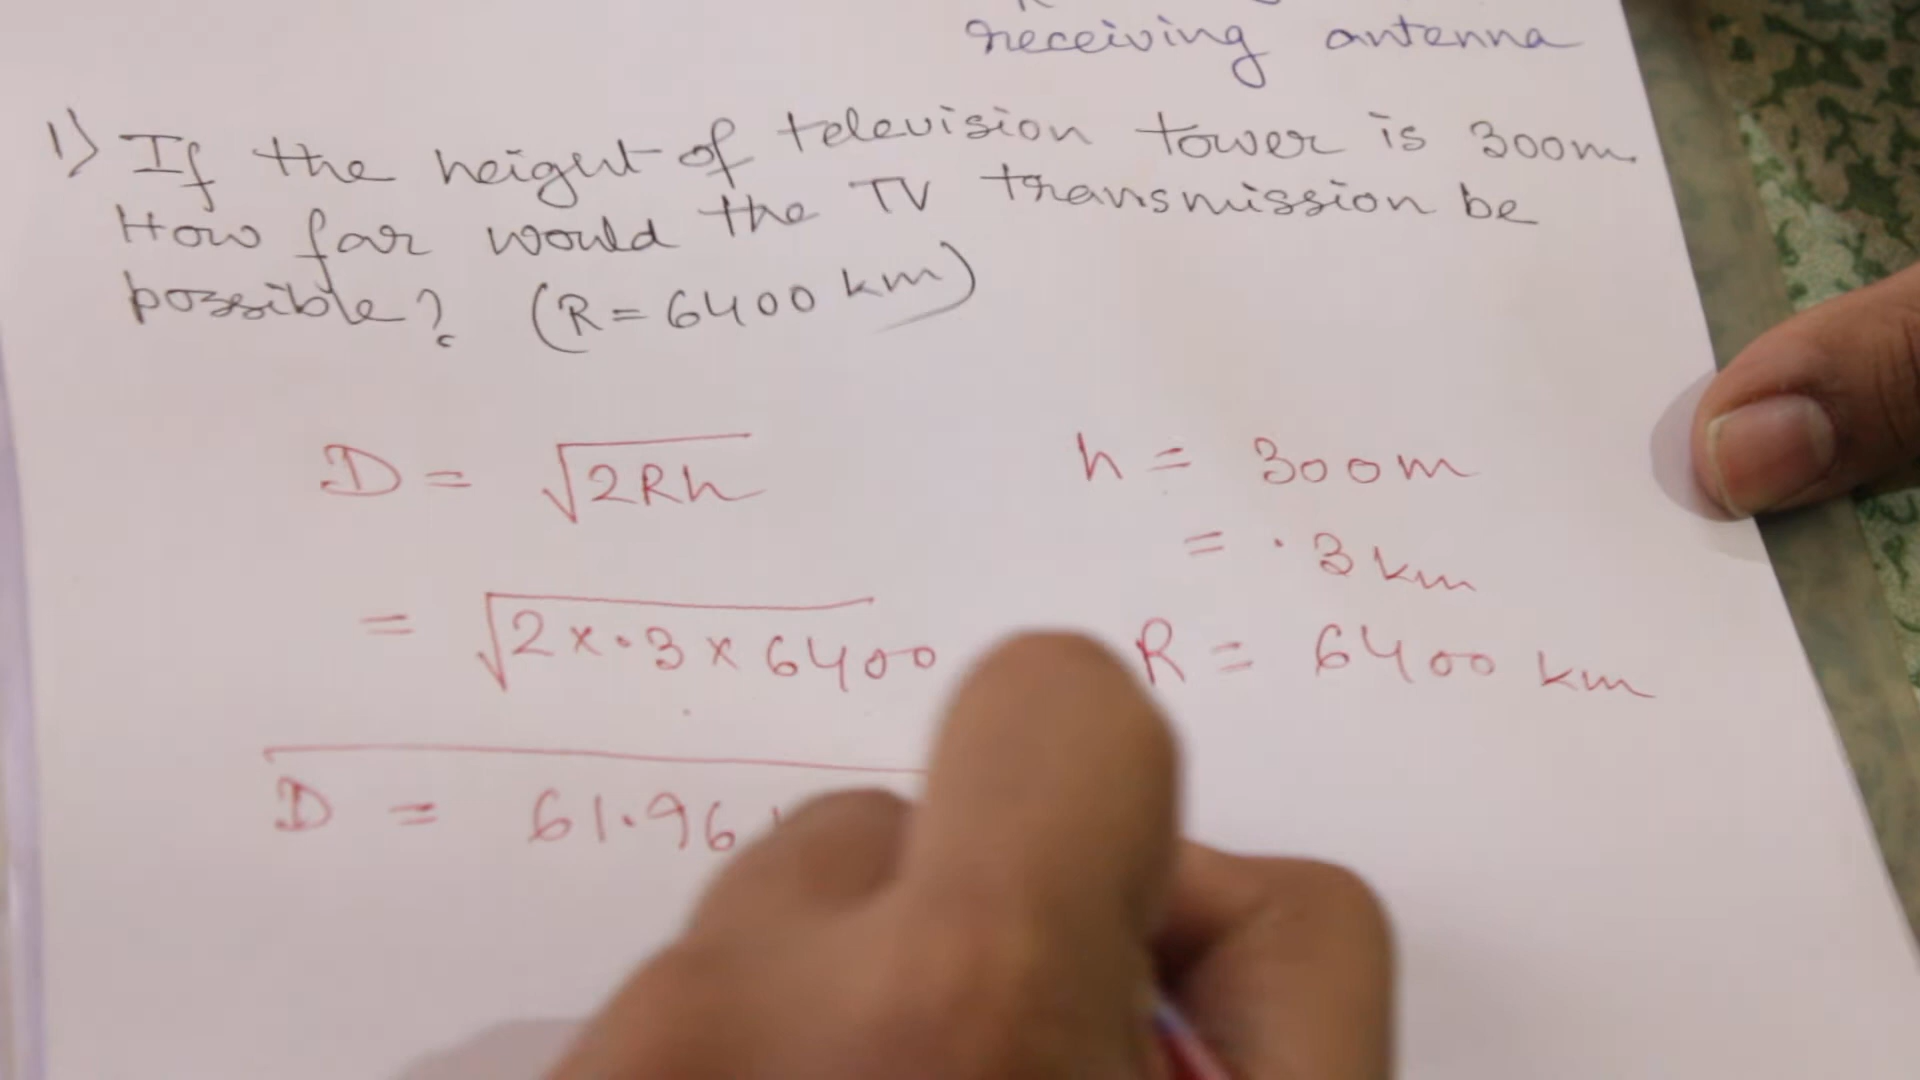 receiving antenna
1) If the height of television tower is 300m.
How far would the TV transmission be
possible? (R = 6400 km)
D = √2Rh
h = 300m
= .3 km
= √2 × .3 × 6400
R = 6400 km
D = 61.96